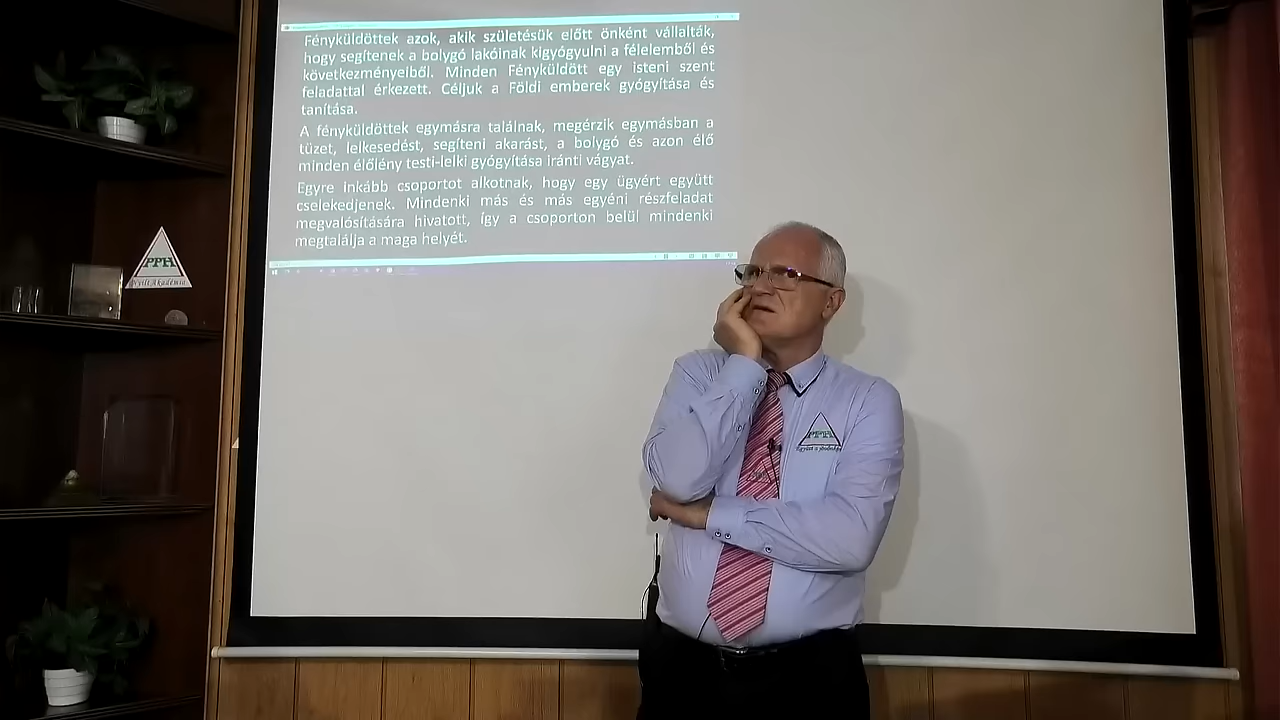 Fényküldöttek azok, akik születésük előtt önként vállalták,
hogy segítenek a bolygó lakóinak kigyógyulni a félelemből és
következményeiből. Minden Fényküldött egy isteni szent
feladattal érkezett. Céljuk a Földi emberek gyógyítása és
tanítása.
A fényküldöttek egymásra találnak, megérzik egymásban a
tüzet, lelkesedést, segíteni akarást, a bolygó és azon élő
minden élőlény testi-lelki gyógyítása iránti vágyat.
Egyre inkább csoportot alkotnak, hogy egy ügyért együtt
cselekedjenek. Mindenki más és más egyéni részfeladat
megvalósítására hivatott, így a csoporton belül mindenki
megtalálja a maga helyét.
PPH
Nyílt Akadémia
PPH